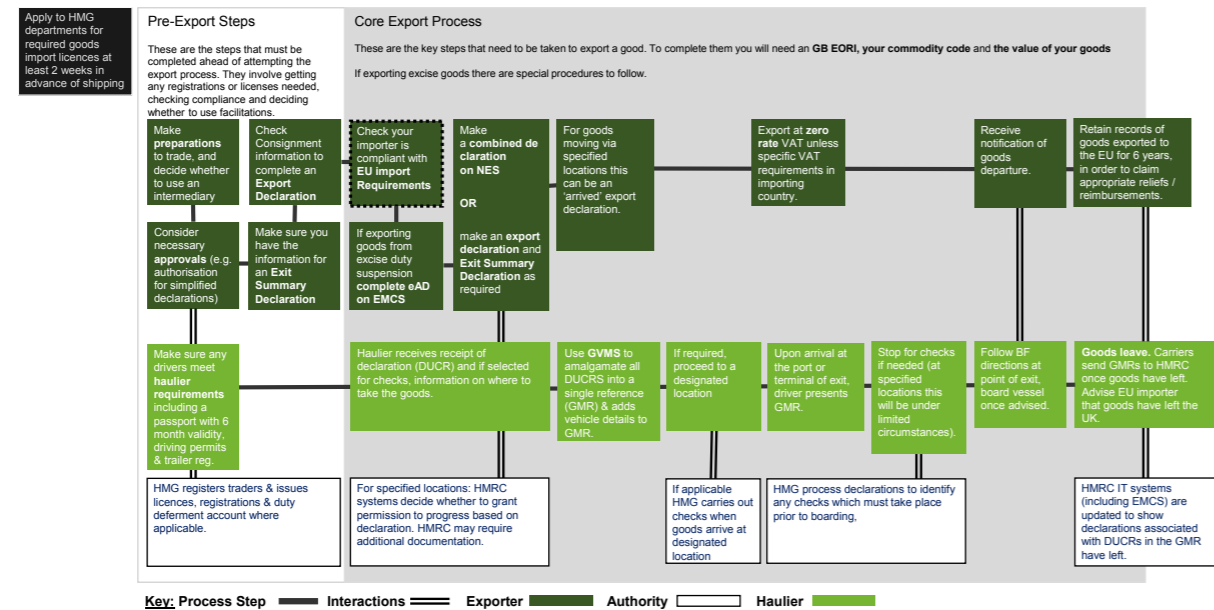 Apply to HMG
departments for
required goods
import licences at
least 2 weeks in
advance of shipping
Pre-Export Steps
These are the steps that must be
completed ahead of attempting the
export process. They involve getting
any registrations or licenses needed,
checking compliance and deciding
whether to use facilitations.
Core Export Process
These are the key steps that need to be taken to export a good. To complete them you will need an GB EORI, your commodity code and the value of your goods
If exporting excise goods there are special procedures to follow.
Make
preparations
to trade, and
decide whether
to use an
intermediary
Check
Consignment
information to
complete an
Export
Declaration
Check your
importer is
compliant with
EU import
Requirements
Make
a combined de
claration
on NES
OR
make an export
declaration and
Exit Summary
Declaration as
required
For goods
moving via
specified
locations this
can be an
‘arrived’ export
declaration.
Export at zero
rate VAT unless
specific VAT
requirements in
importing
country.
Receive
notification of
goods
departure.
Retain records of
goods exported to
the EU for 6 years,
in order to claim
appropriate reliefs /
reimbursements.
Consider
necessary
approvals (e.g.
authorisation
for simplified
declarations)
Make sure you
have the
information for
an Exit
Summary
Declaration
If exporting
goods from
excise duty
suspension
complete eAD
on EMCS
Make sure any
drivers meet
haulier
requirements
including a
passport with 6
month validity,
driving permits
& trailer reg.
Haulier receives receipt of
declaration (DUCR) and if selected
for checks, information on where to
take the goods.
Use GVMS to
amalgamate all
DUCRS into a
single reference
(GMR) & adds
vehicle details to
GMR.
If required,
proceed to a
designated
location
Upon arrival at
the port or
terminal of exit,
driver presents
GMR.
Stop for checks
if needed (at
specified
locations this
will be under
limited
circumstances).
Follow BF
directions at
point of exit,
board vessel
once advised.
Goods leave. Carriers
send GMRs to HMRC
once goods have left.
Advise EU importer
that goods have left the
UK.
HMG registers traders & issues
licences, registrations & duty
deferment account where
applicable.
For specified locations: HMRC
systems decide whether to grant
permission to progress based on
declaration. HMRC may require
additional documentation.
If applicable
HMG carries out
checks when
goods arrive at
designated
location
HMG process declarations to identify
any checks which must take place
prior to boarding,
HMRC IT systems
(including EMCS) are
updated to show
declarations associated
with DUCRs in the GMR
have left.
Key: Process Step Interactions Exporter Authority Haulier